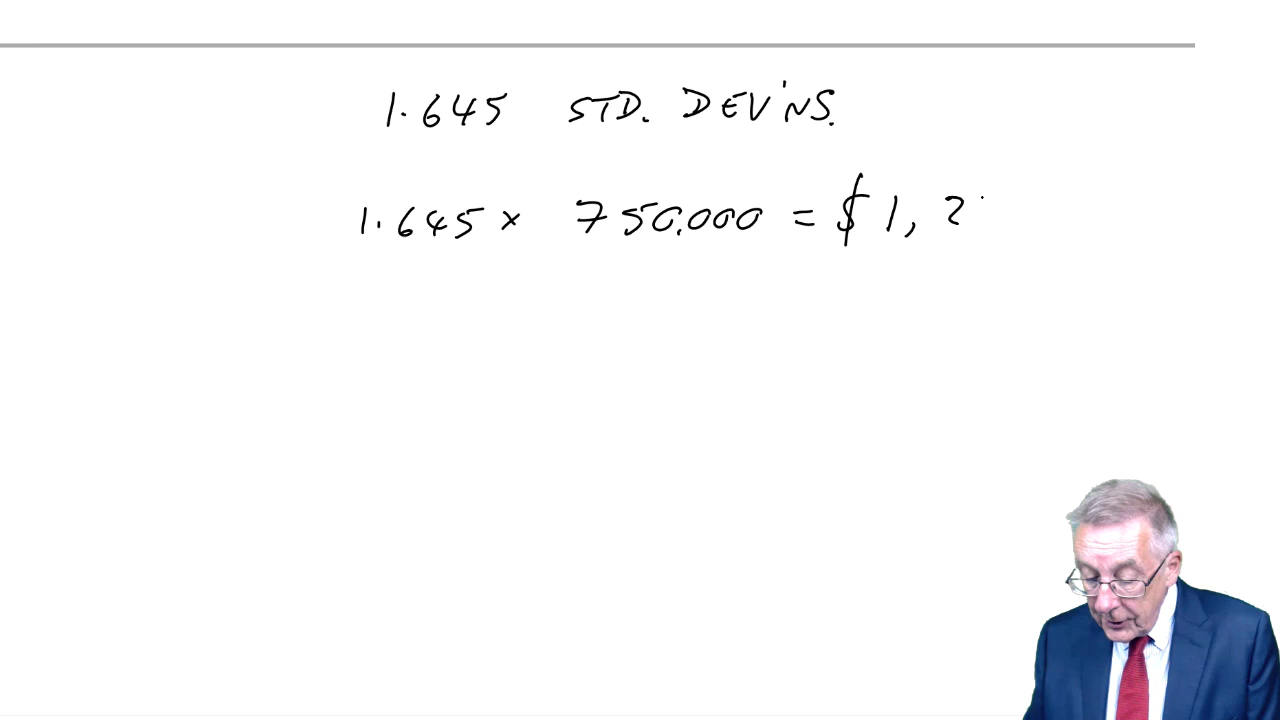 1.645 STD. DEV'NS.
1.645 × 750,000 = $ 1, 2